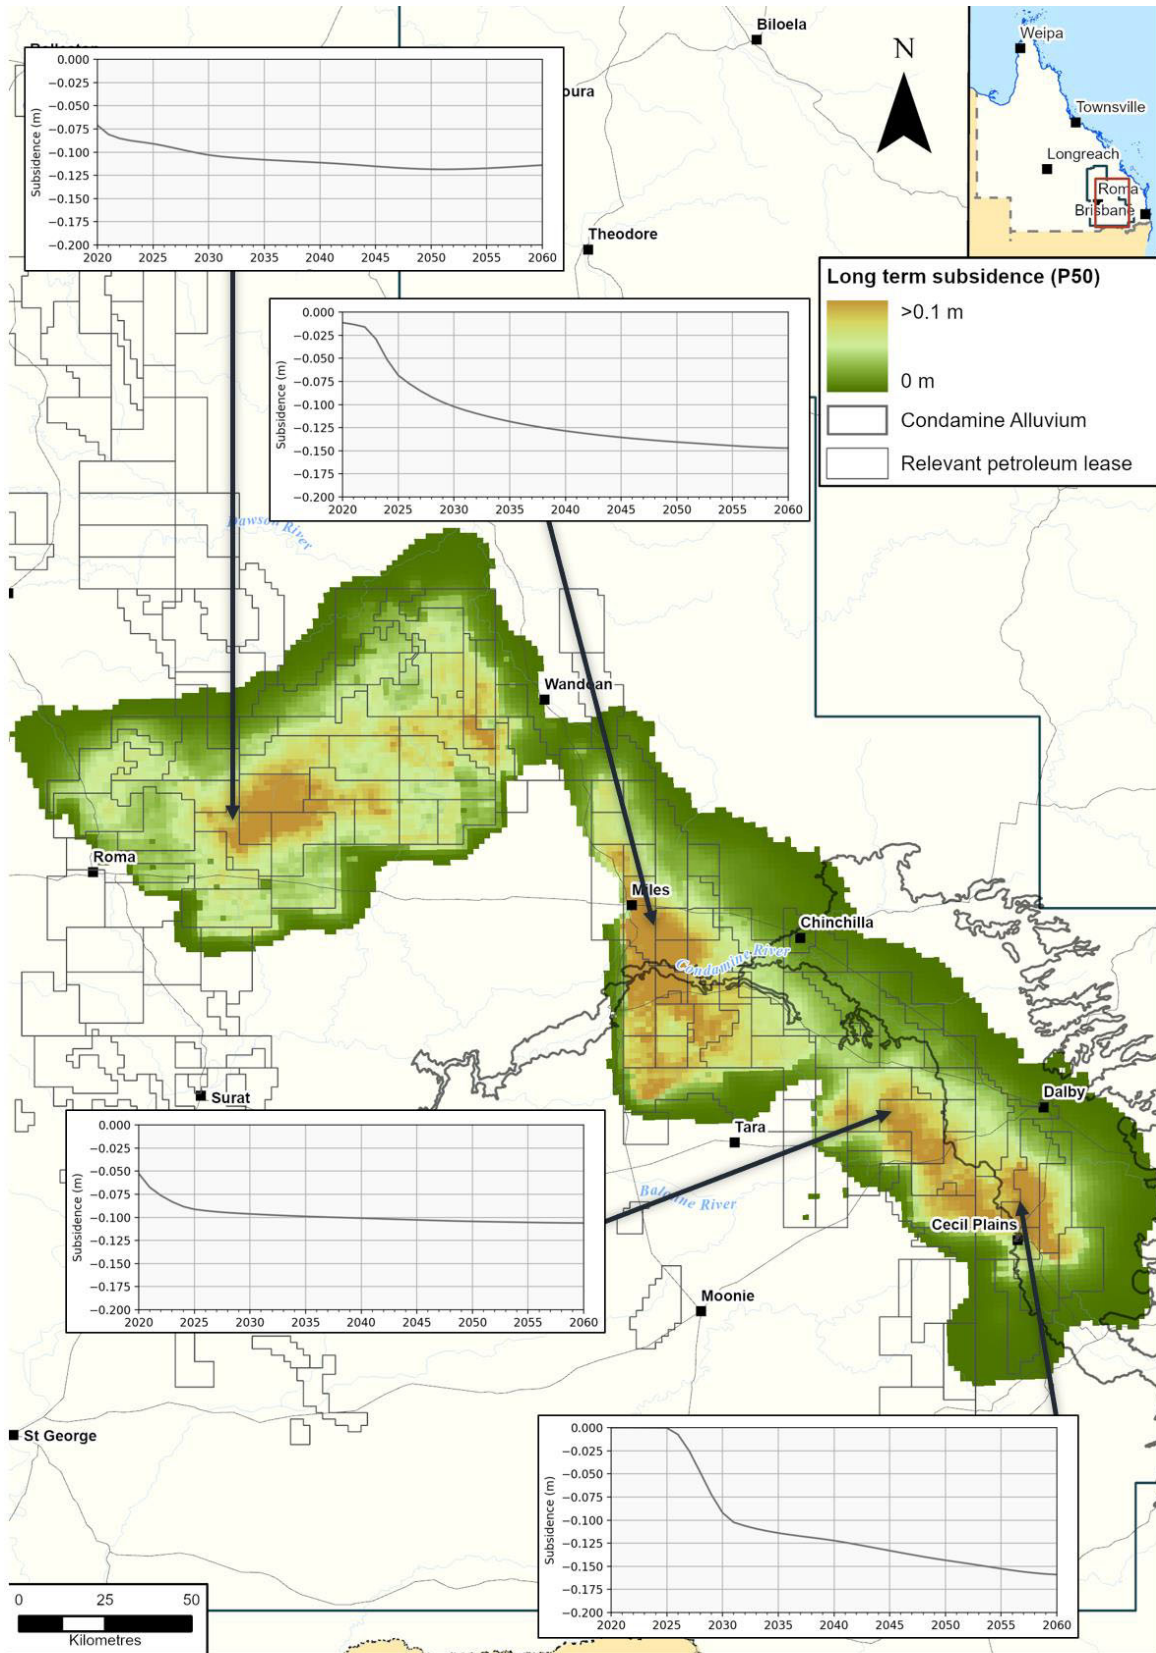 Biloela
0.000
−0.025
−0.050
−0.075
−0.100
−0.125
−0.150
−0.175
−0.200
Subsidence (m)
2020 2025 2030 2035 2040 2045 2050 2055 2060
oura
N
Weipa
Townsville
Longreach
Roma
Brisbane
Theodore
Long term subsidence (P50)
>0.1 m
0 m
Condamine Alluvium
Relevant petroleum lease
0.000
−0.025
−0.050
−0.075
−0.100
−0.125
−0.150
−0.175
−0.200
Subsidence (m)
2020 2025 2030 2035 2040 2045 2050 2055 2060
Dawson River
Wandoan
Roma
Miles
Chinchilla
Condamine River
Surat
Dalby
Tara
0.000
−0.025
−0.050
−0.075
−0.100
−0.125
−0.150
−0.175
−0.200
Subsidence (m)
2020 2025 2030 2035 2040 2045 2050 2055 2060
Balonne River
Cecil Plains
Moonie
St George
0.000
−0.025
−0.050
−0.075
−0.100
−0.125
−0.150
−0.175
−0.200
Subsidence (m)
2020 2025 2030 2035 2040 2045 2050 2055 2060
0 25 50
Kilometres